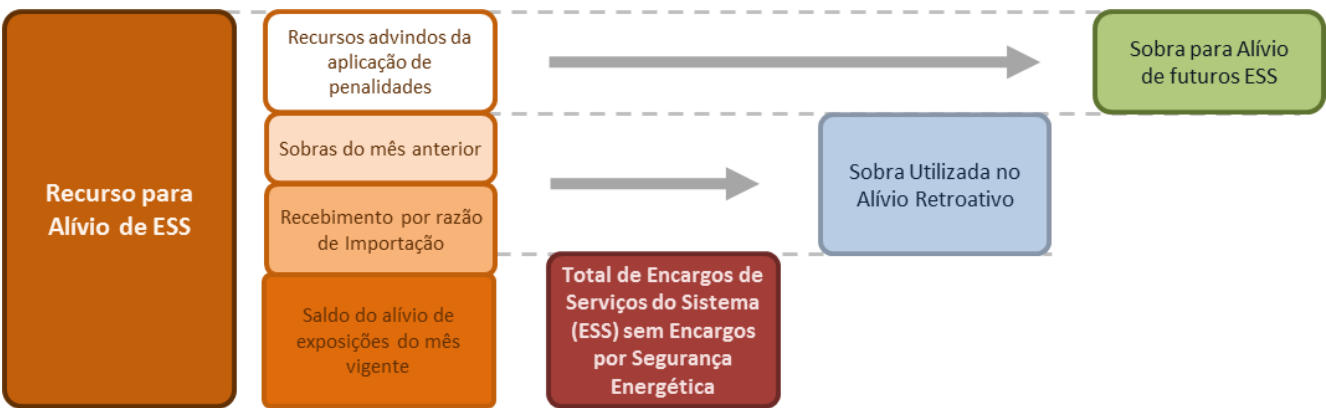 Recurso para
Alívio de ESS
Recursos advindos da
aplicação de
penalidades
Sobras do mês anterior
Recebimento por razão
de Importação
Saldo do alívio de
exposições do mês
vigente
Total de Encargos de
Serviços do Sistema
(ESS) sem Encargos
por Segurança
Energética
Sobra Utilizada no
Alívio Retroativo
Sobra para Alívio
de futuros ESS